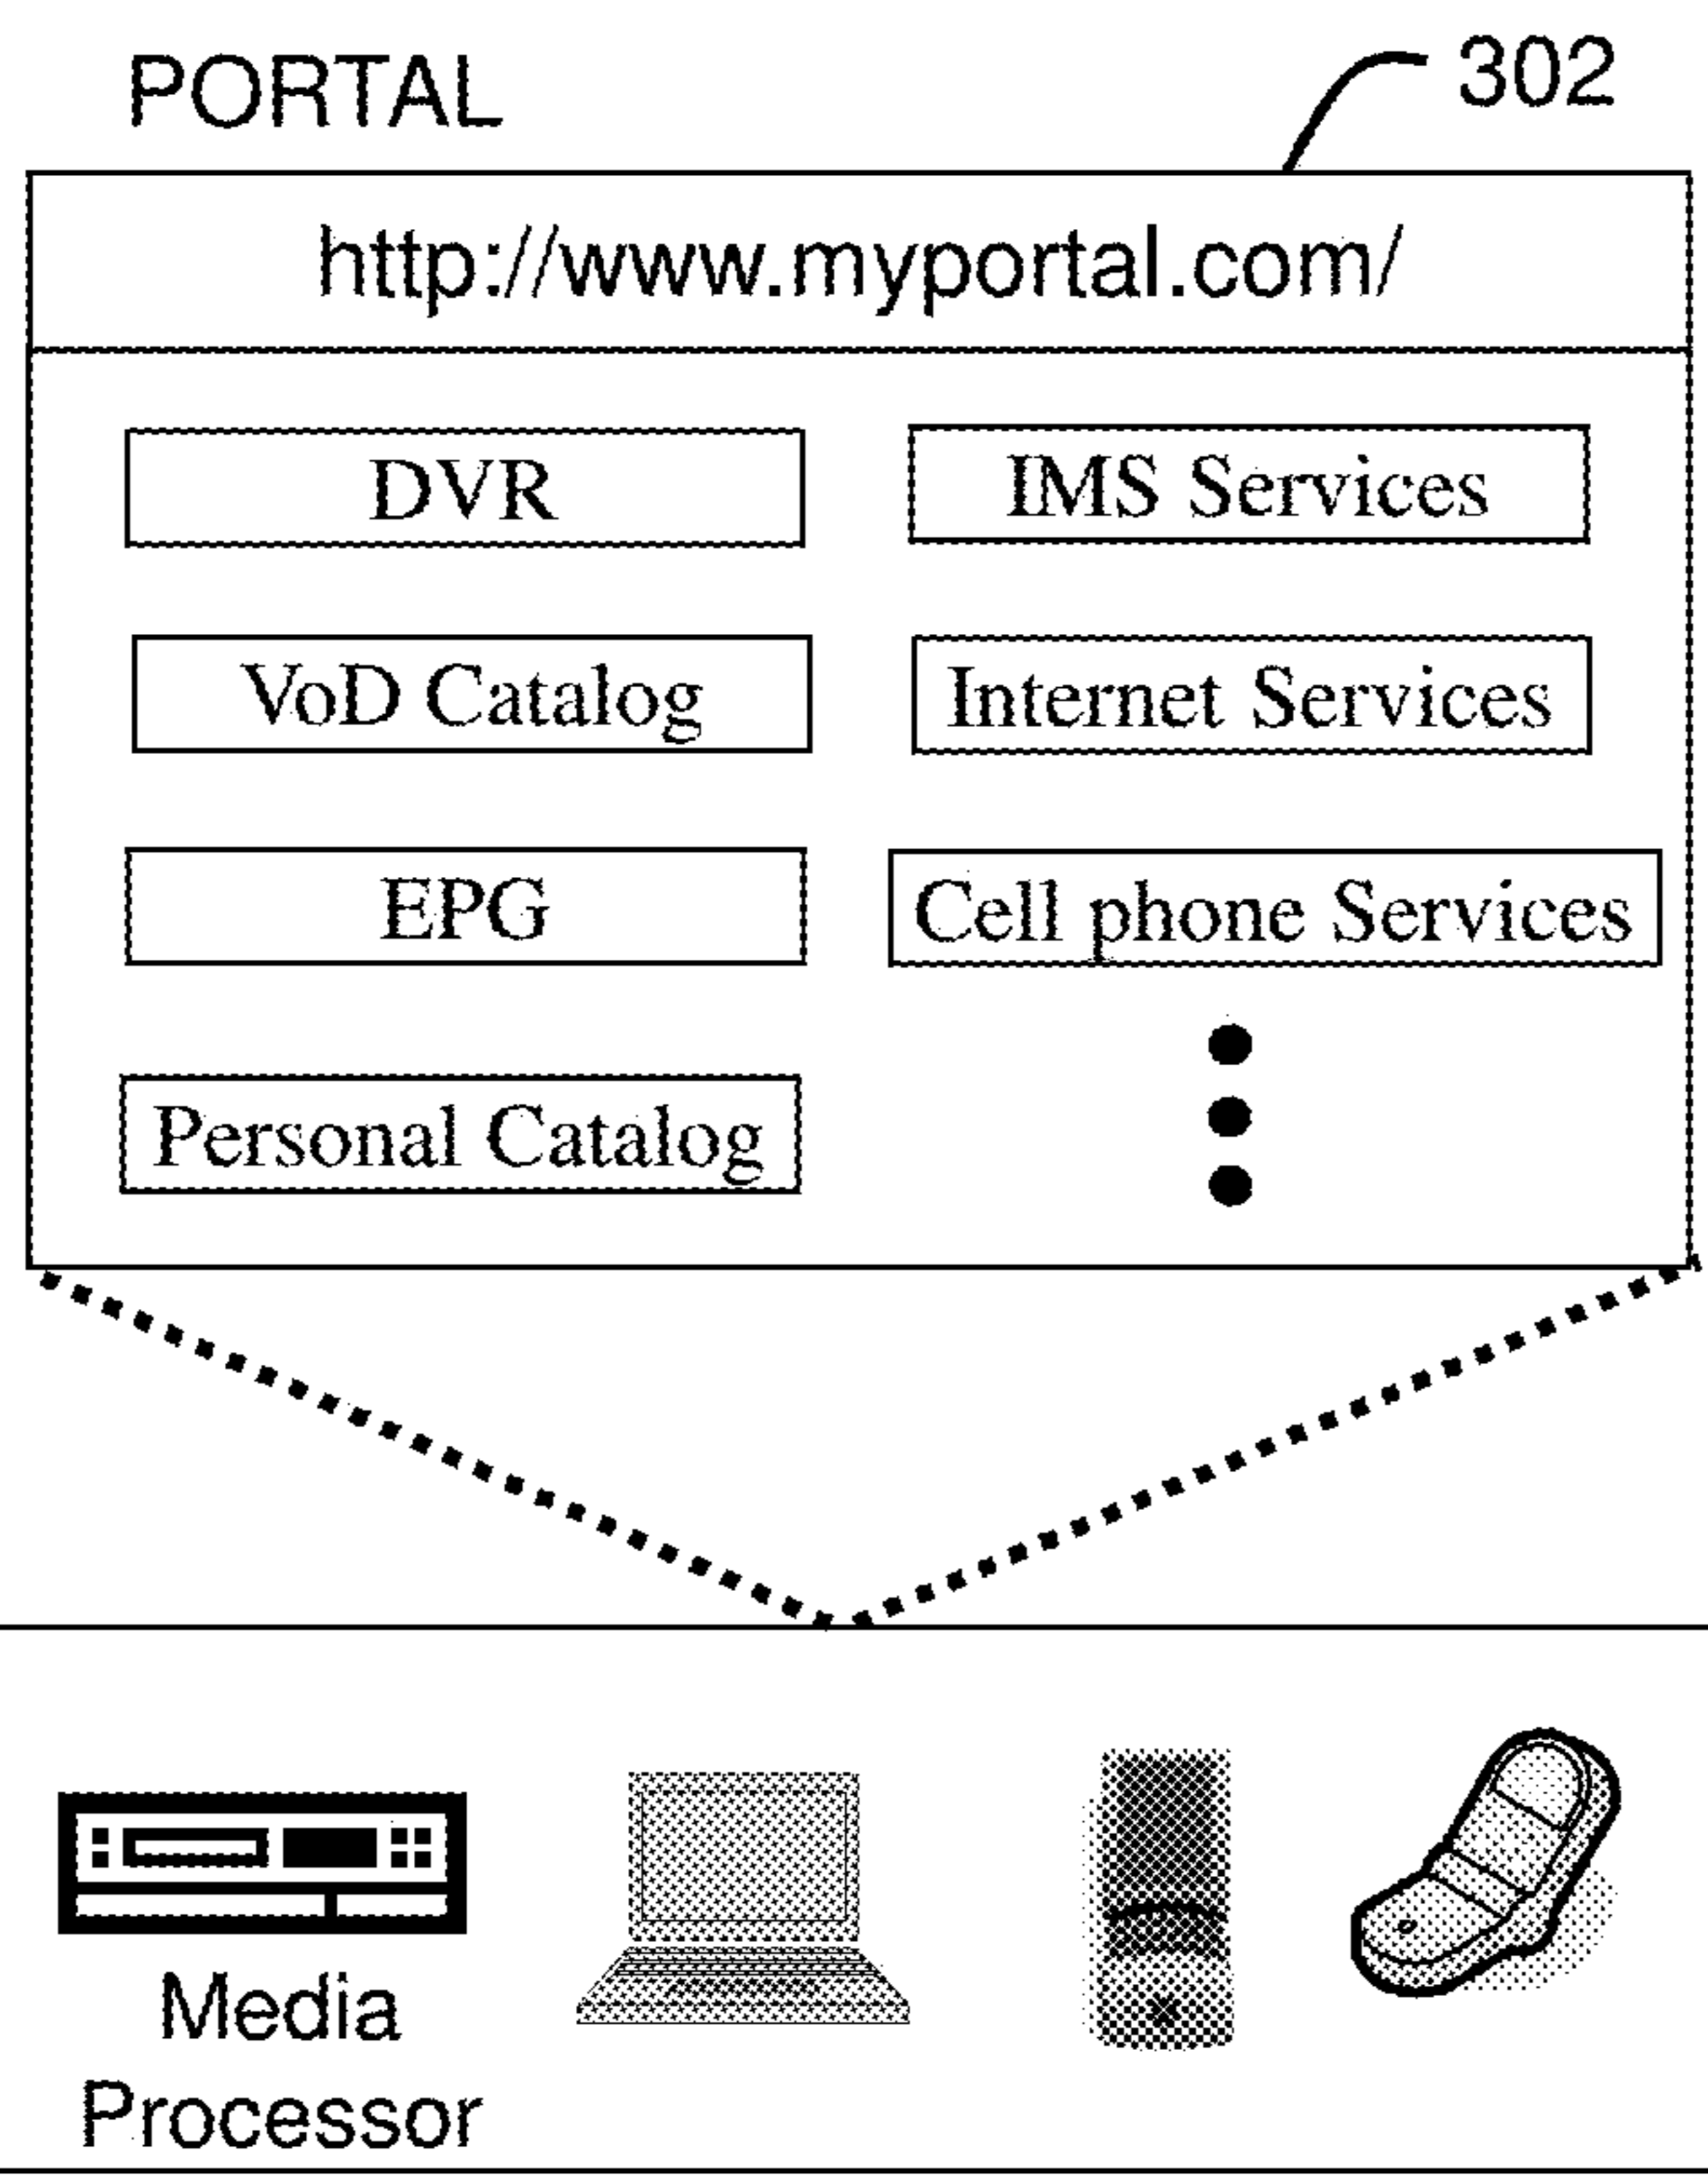 PORTAL
302
http://www.myportal.com/
DVR
IMS Services
VoD Catalog
Internet Services
EPG
Cell phone Services
Personal Catalog
Media
Processor